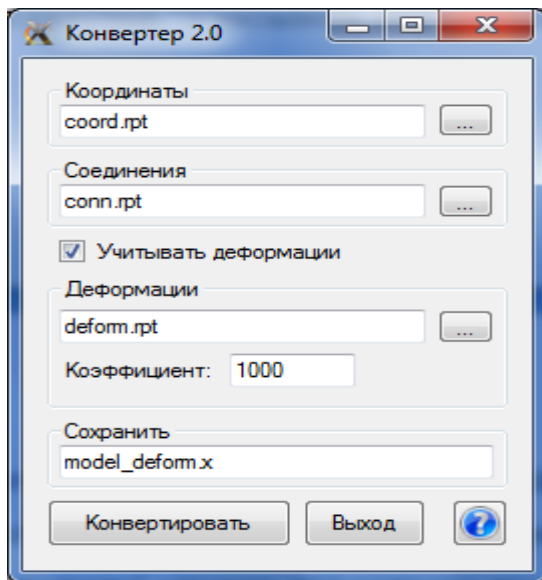 Конвертер 2.0
Координаты
coord.rpt
...
Соединения
conn.rpt
...
Учитывать деформации
Деформации
deform.rpt
...
Коэффициент: 1000
Сохранить
model_deform.x
Конвертировать Выход ?